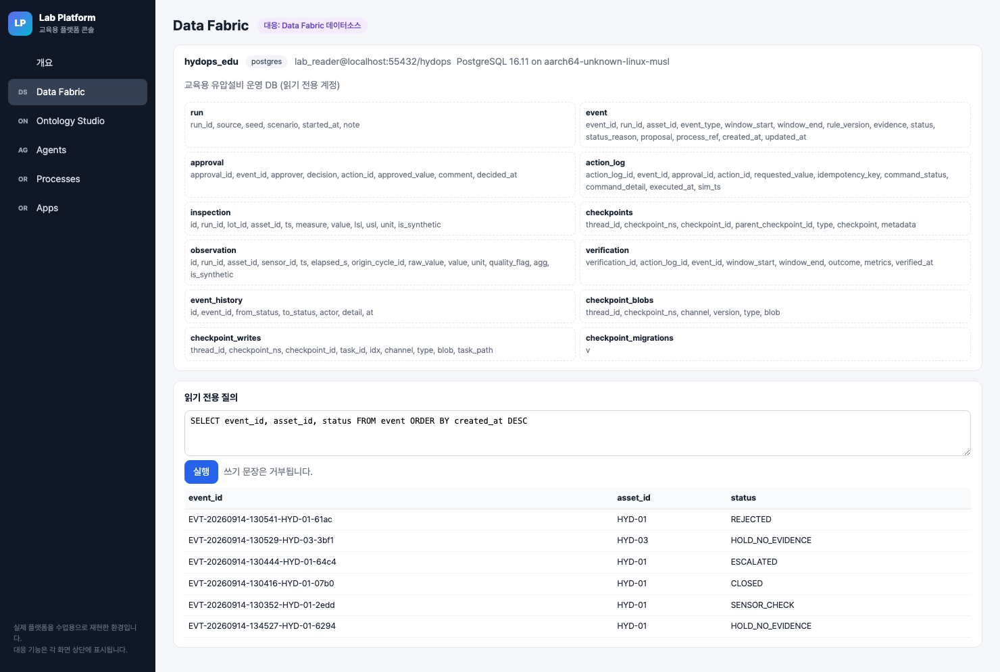 LP
Lab Platform
교육용 플랫폼 콘솔
개요
DS Data Fabric
ON Ontology Studio
AG Agents
OR Processes
OR Apps
실제 플랫폼을 수업용으로 재현한 환경입니
다.
대응 기능은 각 화면 상단에 표시됩니다.
Data Fabric 대응: Data Fabric 데이터소스
hydops_edu postgres lab_reader@localhost:55432/hydops PostgreSQL 16.11 on aarch64-unknown-linux-musl
교육용 유압설비 운영 DB (읽기 전용 계정)
run
run_id, source, seed, scenario, started_at, note
event
event_id, run_id, asset_id, event_type, window_start, window_end, rule_version, evidence, status,
status_reason, proposal, process_ref, created_at, updated_at
approval
approval_id, event_id, approver, decision, action_id, approved_value, comment, decided_at
action_log
action_log_id, event_id, approval_id, action_id, requested_value, idempotency_key, command_status,
command_detail, executed_at, sim_ts
inspection
id, run_id, lot_id, asset_id, ts, measure, value, lsl, usl, unit, is_synthetic
checkpoints
thread_id, checkpoint_ns, checkpoint_id, parent_checkpoint_id, type, checkpoint, metadata
observation
id, run_id, asset_id, sensor_id, ts, elapsed_s, origin_cycle_id, raw_value, value, unit, quality_flag, agg,
is_synthetic
verification
verification_id, action_log_id, event_id, window_start, window_end, outcome, metrics, verified_at
event_history
id, event_id, from_status, to_status, actor, detail, at
checkpoint_blobs
thread_id, checkpoint_ns, channel, version, type, blob
checkpoint_writes
thread_id, checkpoint_ns, checkpoint_id, task_id, idx, channel, type, blob, task_path
checkpoint_migrations
v
읽기 전용 질의
SELECT event_id, asset_id, status FROM event ORDER BY created_at DESC
실행 쓰기 문장은 거부됩니다.
event_id asset_id status
EVT-20260914-130541-HYD-01-61ac HYD-01 REJECTED
EVT-20260914-130529-HYD-03-3bf1 HYD-03 HOLD_NO_EVIDENCE
EVT-20260914-130444-HYD-01-64c4 HYD-01 ESCALATED
EVT-20260914-130416-HYD-01-07b0 HYD-01 CLOSED
EVT-20260914-130352-HYD-01-2edd HYD-01 SENSOR_CHECK
EVT-20260914-134527-HYD-01-6294 HYD-01 HOLD_NO_EVIDENCE